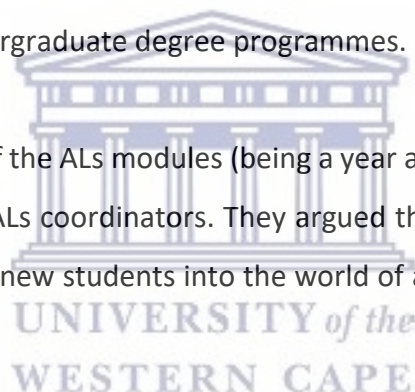 rgraduate degree programmes.
f the ALs modules (being a year a
ALs coordinators. They argued th
new students into the world of a
UNIVERSITY of the
WESTERN CAPE